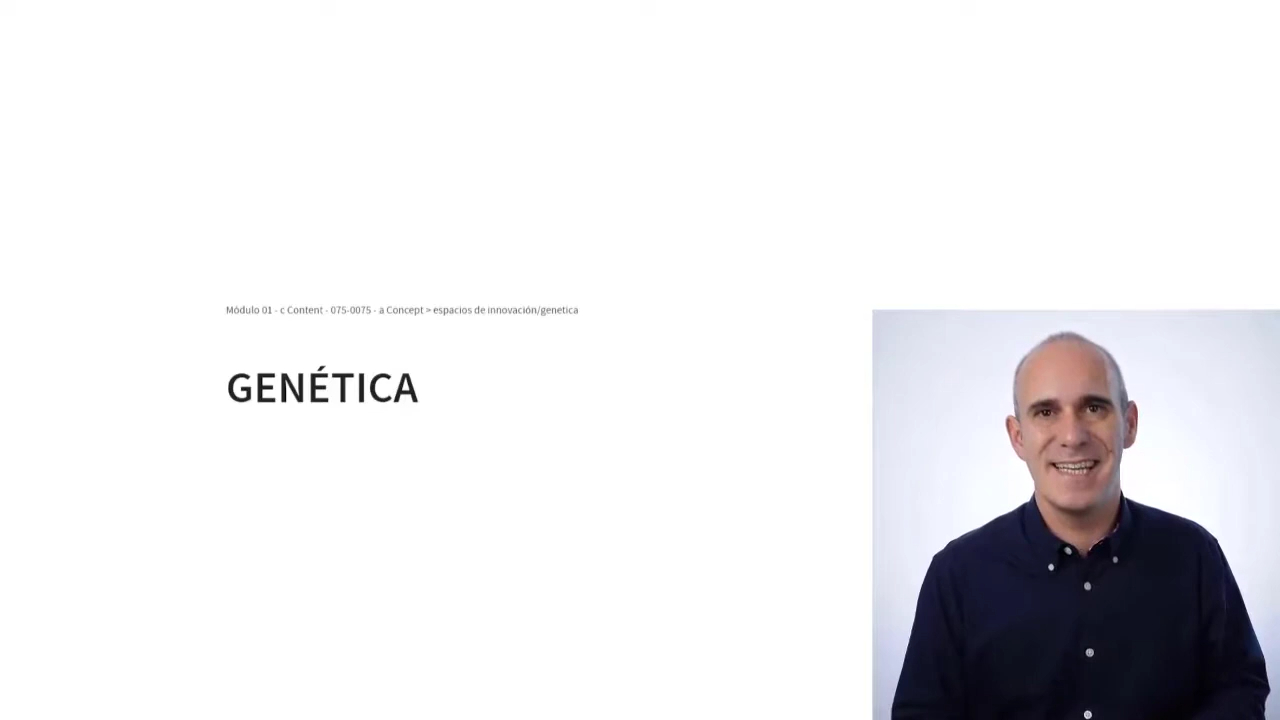 Módulo 01 - c Content - 075-0075 - a Concept > espacios de innovación/genetica
GENÉTICA